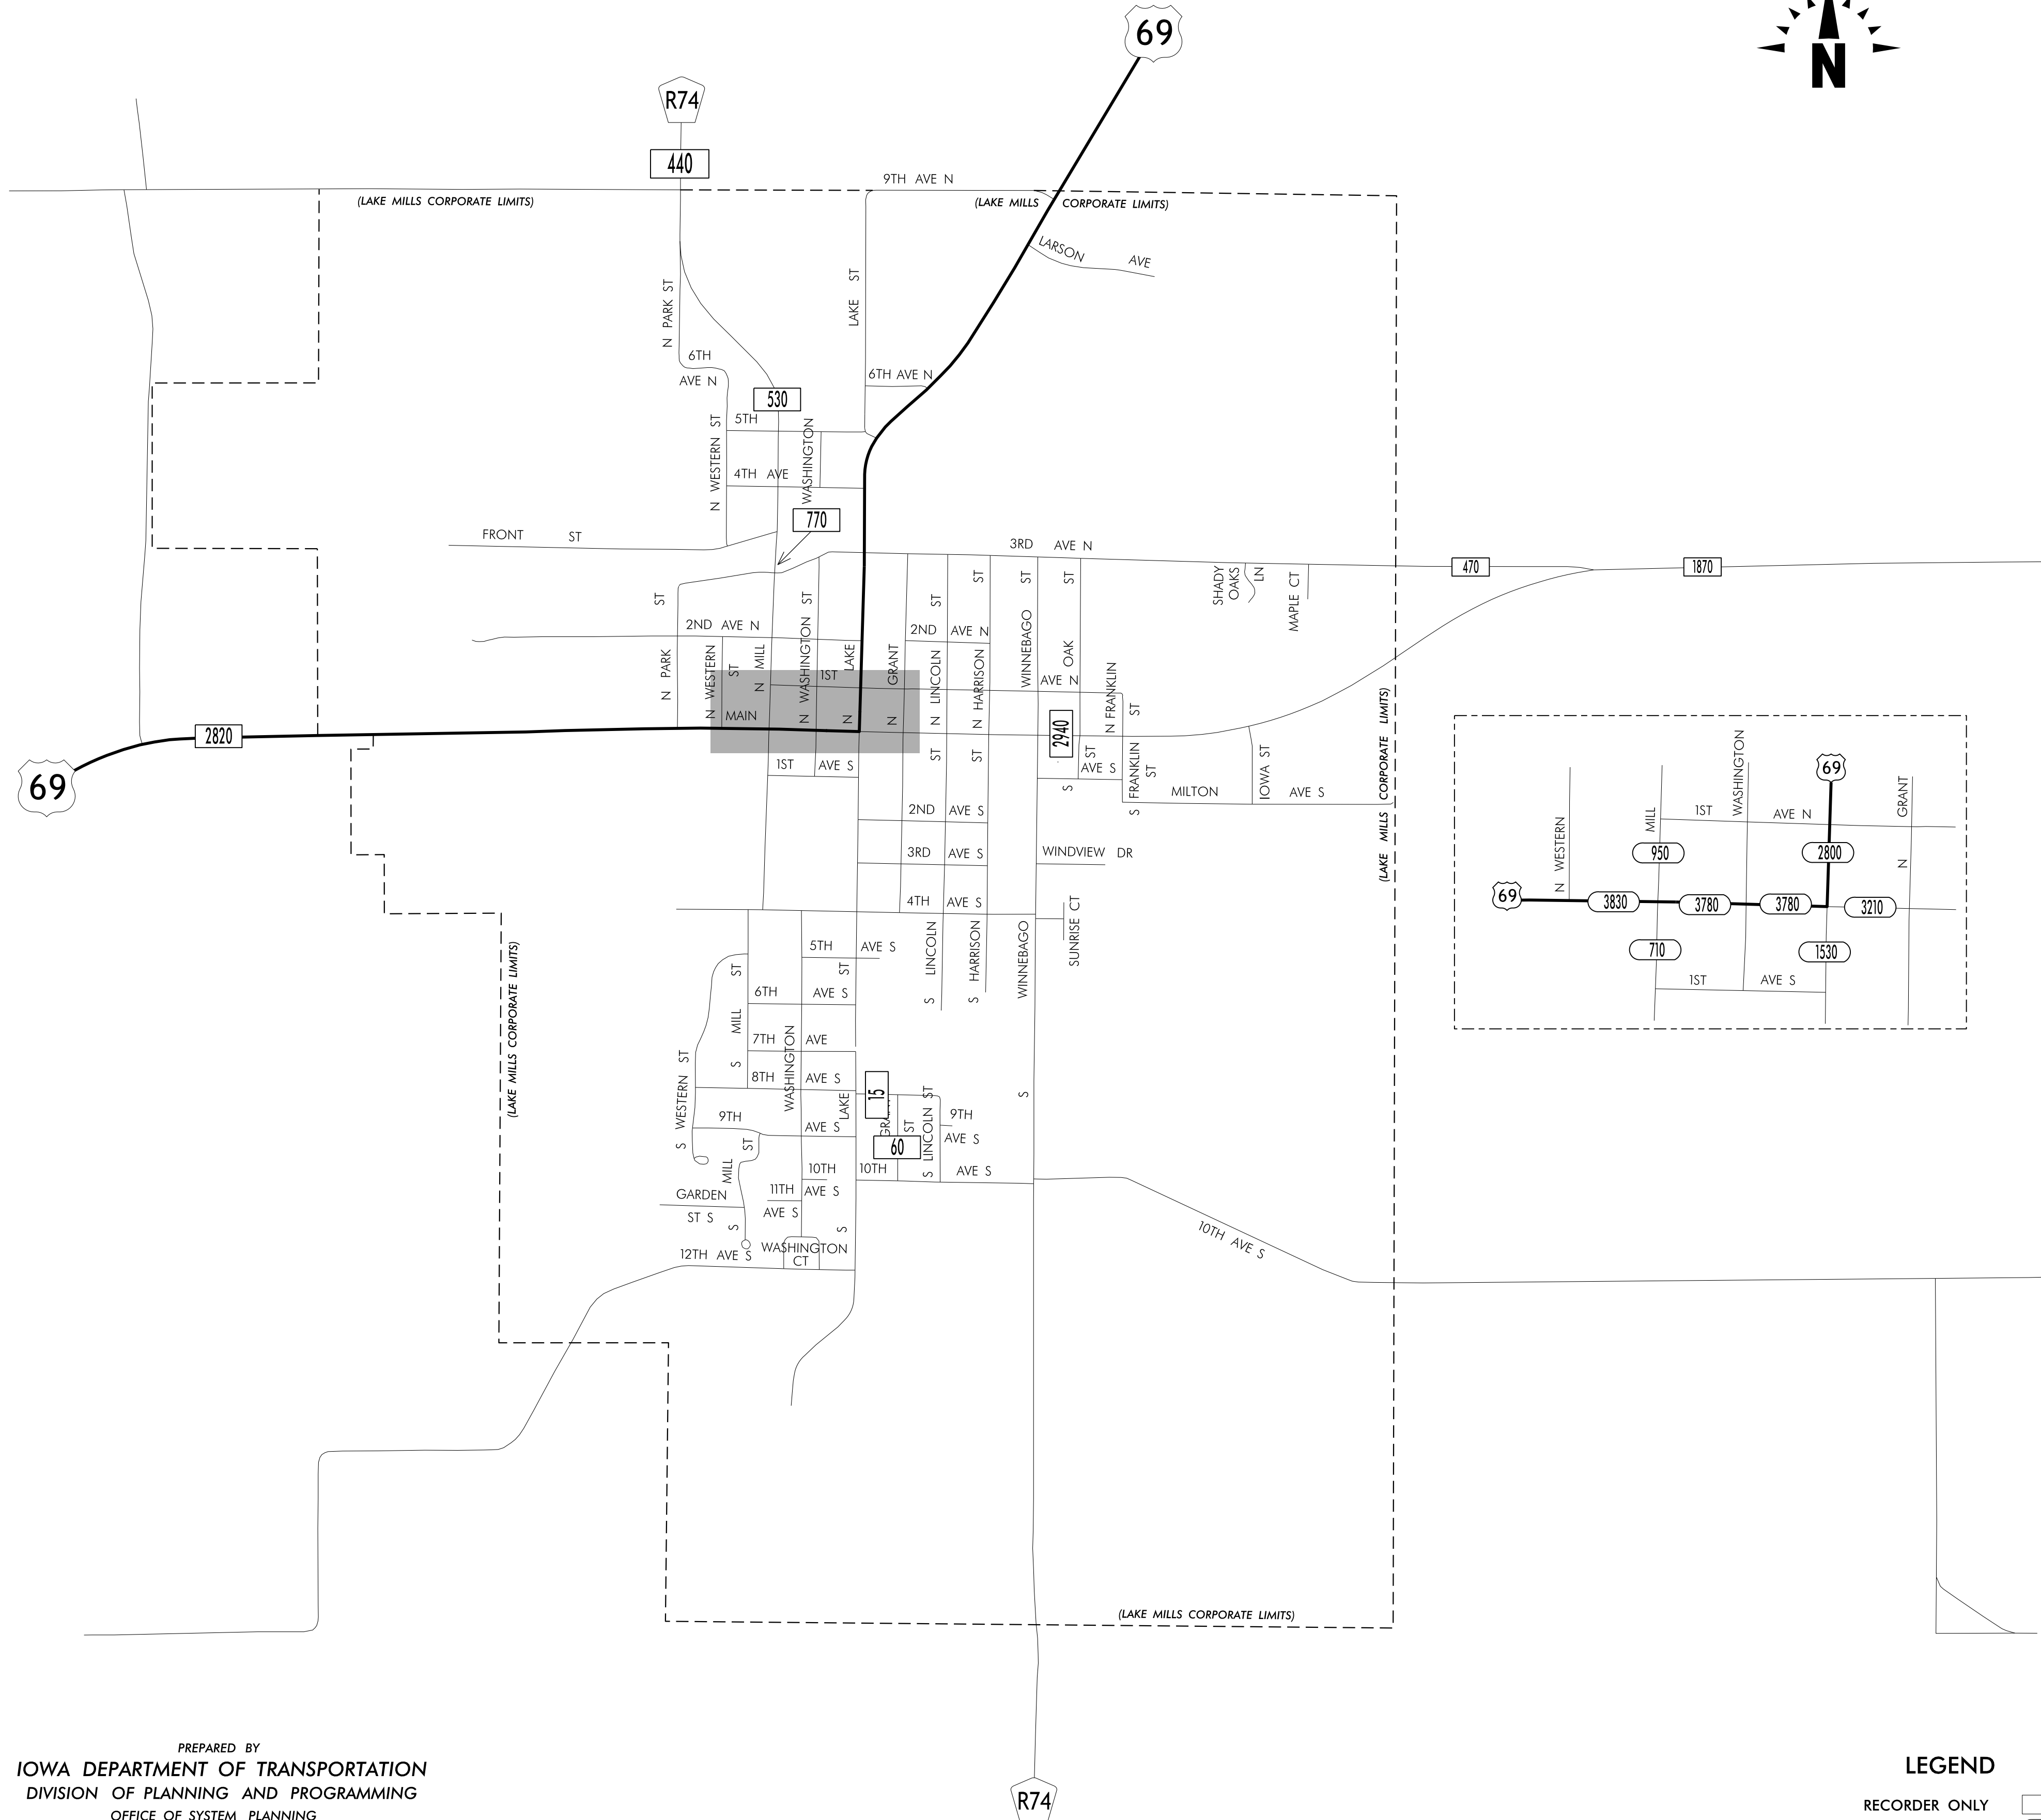 69
N
R74
440
9TH AVE N
(LAKE MILLS CORPORATE LIMITS)
(LAKE MILLS CORPORATE LIMITS)
LARSON AVE
N PARK ST
LAKE ST
6TH
AVE N
6TH AVE N
530
5TH
N WESTERN ST
WASHINGTON
4TH AVE
770
FRONT ST
3RD AVE N
470
1870
SHADY
OAKS
LN
MAPLE CT
N PARK ST
2ND AVE N
2ND AVE N
N WESTERN ST
N MILL
N WASHINGTON ST
N LAKE
N GRANT
N LINCOLN ST
N HARRISON ST
WINNEBAGO ST
OAK ST
1ST
AVE N
N FRANKLIN ST
MAIN
2820
69
2940
1ST AVE S
ST
ST
ST
AVE S
S
S FRANKLIN ST
IOWA ST
MILTON AVE S
(LAKE MILLS CORPORATE LIMITS)
2ND AVE S
3RD AVE S
WINDVIEW DR
4TH AVE S
SUNRISE CT
S LINCOLN
S HARRISON
S WINNEBAGO
5TH AVE S
6TH AVE S
S MILL ST
7TH AVE
8TH AVE S
WASHINGTON
S LAKE ST
(LAKE MILLS CORPORATE LIMITS)
S WESTERN ST
15
ST
S LINCOLN ST
9TH
AVE S
60
9TH
AVE S
S MILL ST
10TH
AVE S
10TH AVE S
11TH
AVE S
GARDEN
ST S
12TH AVE S
WASHINGTON
CT
10TH AVE S
N WESTERN
MILL
WASHINGTON
69
GRANT
N
1ST AVE N
950
2800
69
3830
3780
3780
3210
710
1530
1ST AVE S
(LAKE MILLS CORPORATE LIMITS)
R74
PREPARED BY
IOWA DEPARTMENT OF TRANSPORTATION
DIVISION OF PLANNING AND PROGRAMMING
OFFICE OF SYSTEM PLANNING
LEGEND
RECORDER ONLY